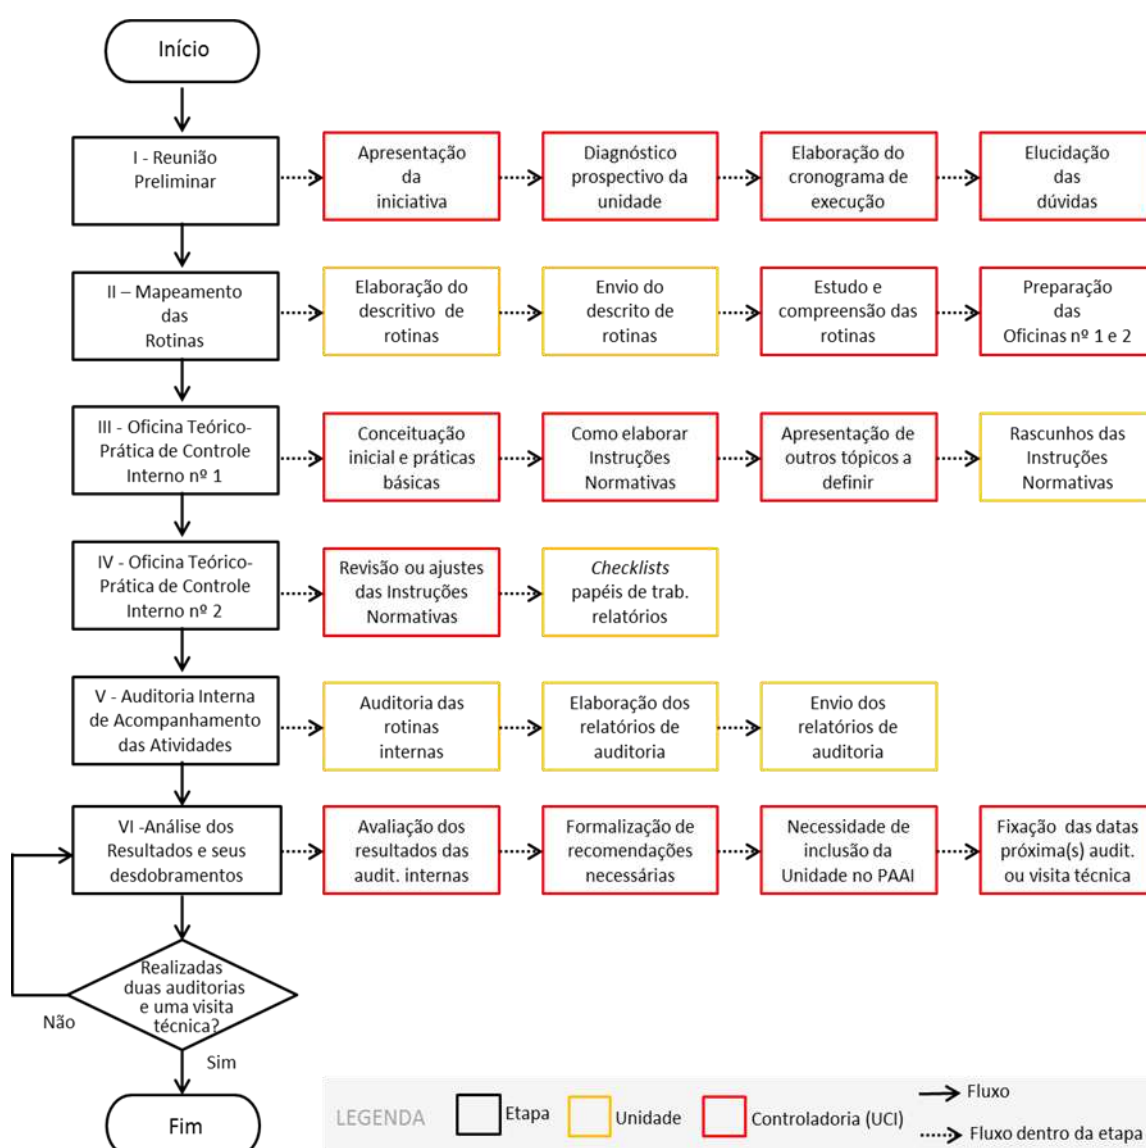 Início
I - Reunião
Preliminar
Apresentação
da
iniciativa
Diagnóstico
prospectivo da
unidade
Elaboração do
cronograma de
execução
Elucidação
das
dúvidas
II – Mapeamento
das
Rotinas
Elaboração do
descritivo de
rotinas
Envio do
descrito de
rotinas
Estudo e
compreensão das
rotinas
Preparação
das
Oficinas nº 1 e 2
III - Oficina Teórico-
Prática de Controle
Interno nº 1
Conceituação
inicial e práticas
básicas
Como elaborar
Instruções
Normativas
Apresentação de
outros tópicos a
definir
Rascunhos das
Instruções
Normativas
IV - Oficina Teórico-
Prática de Controle
Interno nº 2
Revisão ou ajustes
das Instruções
Normativas
Checklists
papéis de trab.
relatórios
V - Auditoria Interna
de Acompanhamento
das Atividades
Auditoria das
rotinas
internas
Elaboração dos
relatórios de
auditoria
Envio dos
relatórios de
auditoria
VI -Análise dos
Resultados e seus
desdobramentos
Avaliação dos
resultados das
audit. internas
Formalização de
recomendações
necessárias
Necessidade de
inclusão da
Unidade no PAAI
Fixação das datas
próxima(s) audit.
ou visita técnica
Realizadas
duas auditorias
e uma visita
técnica?
Não
Sim
Fim
LEGENDA
Etapa
Unidade
Controladoria (UCI)
Fluxo
Fluxo dentro da etapa